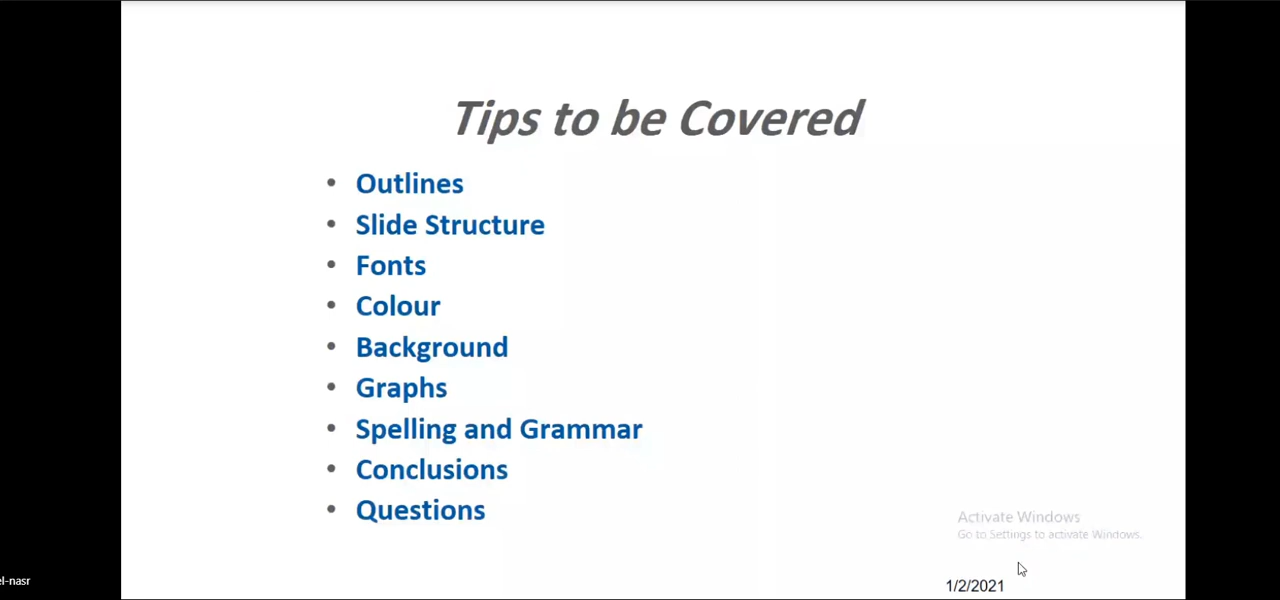 Tips to be Covered
• Outlines
• Slide Structure
• Fonts
• Colour
• Background
• Graphs
• Spelling and Grammar
• Conclusions
• Questions
Activate Windows
Go to Settings to activate Windows.
el-nasr
1/2/2021